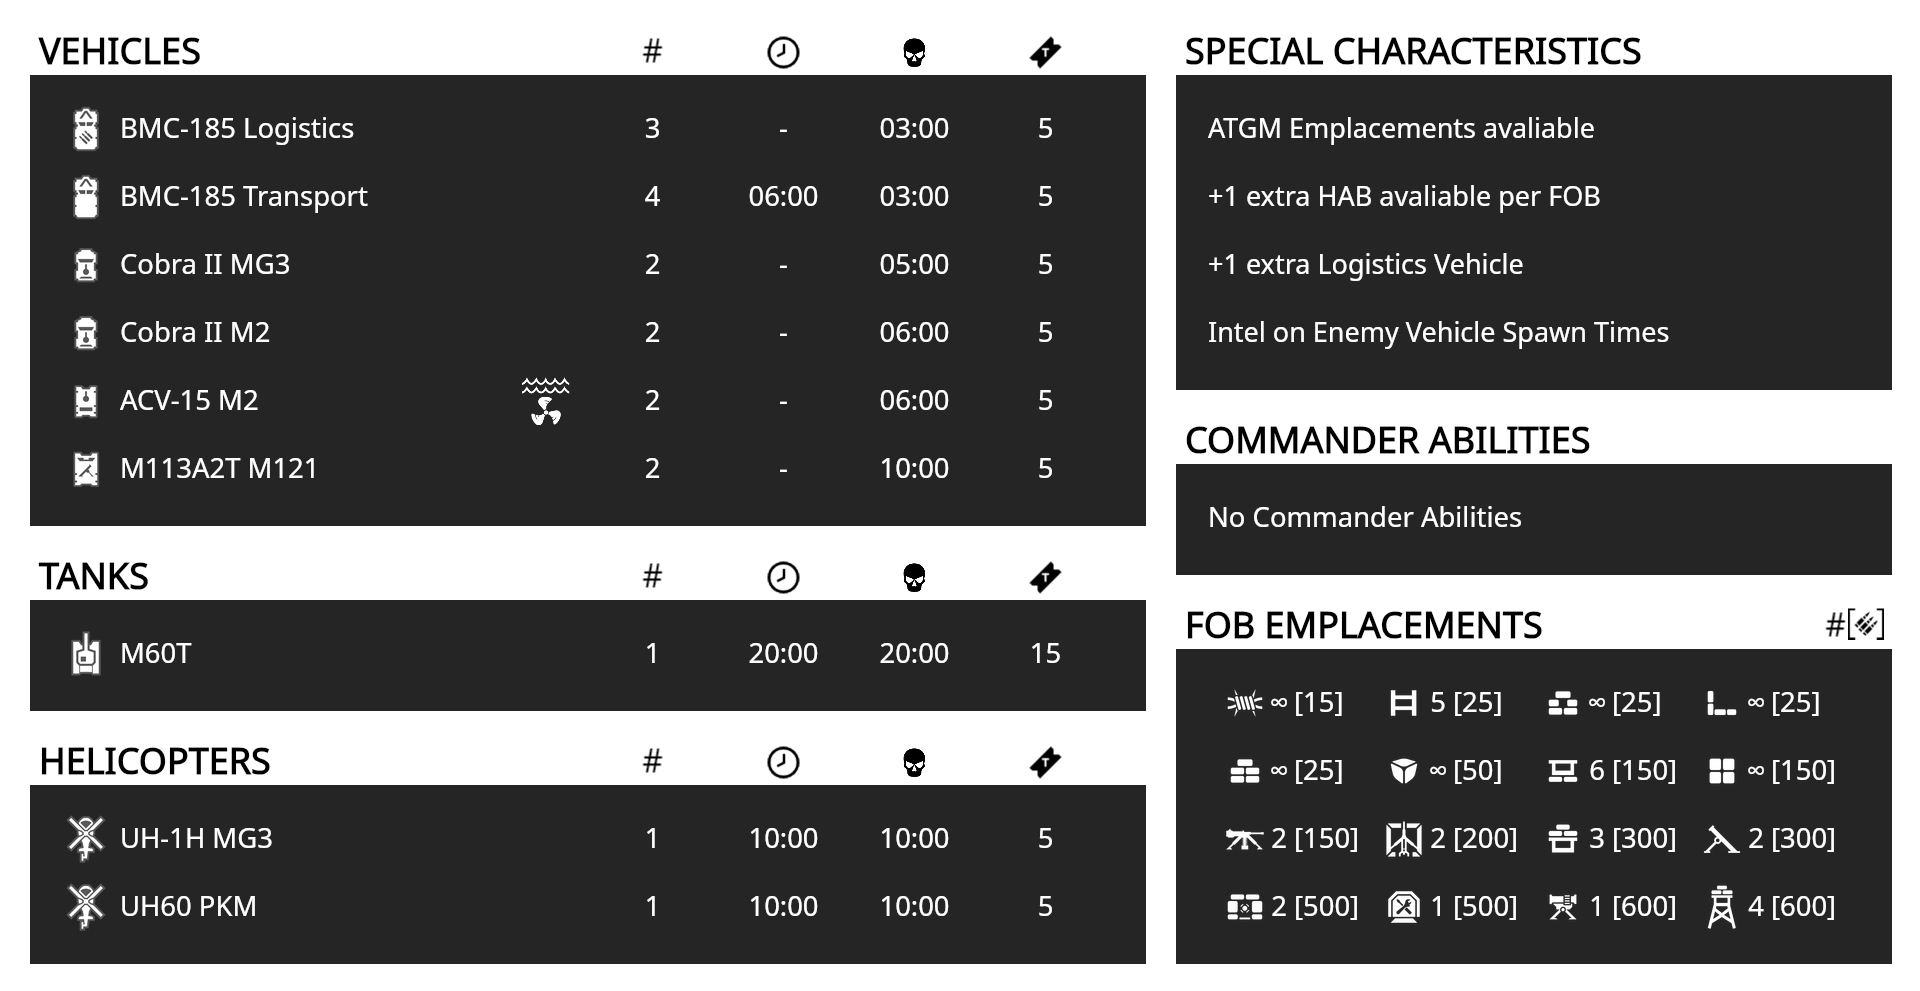 VEHICLES #
BMC-185 Logistics 3 - 03:00 5
BMC-185 Transport 4 06:00 03:00 5
Cobra II MG3 2 - 05:00 5
Cobra II M2 2 - 06:00 5
ACV-15 M2 2 - 06:00 5
M113A2T M121 2 - 10:00 5
TANKS #
M60T 1 20:00 20:00 15
HELICOPTERS #
UH-1H MG3 1 10:00 10:00 5
UH60 PKM 1 10:00 10:00 5
SPECIAL CHARACTERISTICS
ATGM Emplacements avaliable
+1 extra HAB avaliable per FOB
+1 extra Logistics Vehicle
Intel on Enemy Vehicle Spawn Times
COMMANDER ABILITIES
No Commander Abilities
FOB EMPLACEMENTS #[]
∞ [15] 5 [25] ∞ [25] ∞ [25]
∞ [25] ∞ [50] 6 [150] ∞ [150]
2 [150] 2 [200] 3 [300] 2 [300]
2 [500] 1 [500] 1 [600] 4 [600]